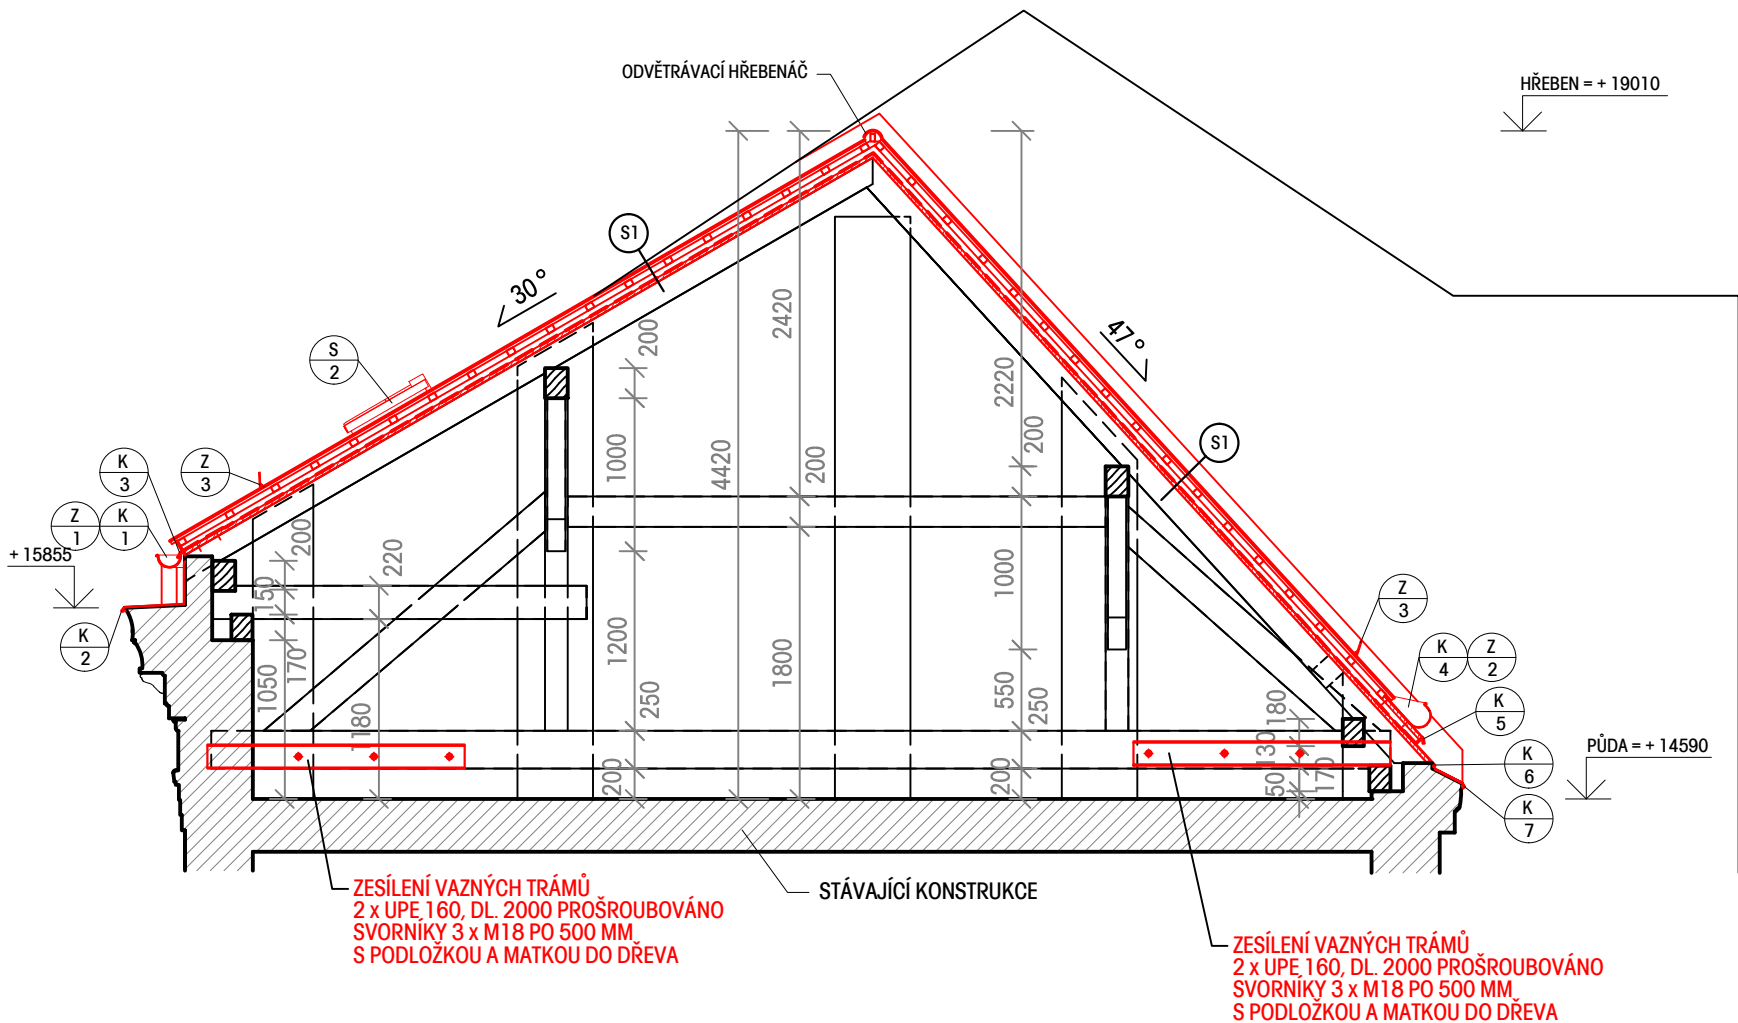 ODVĚTRÁVACÍ HŘEBENÁČ
HŘEBEN = + 19010
S1
30°
47°
S
2
2420
200
2220
200
1000
4420
200
S1
K
3
Z
3
Z
1
K
1
+ 15855
K
2
200
150
220
170
1050
1180
1200
250
200
1800
1000
550
250
200
180
130
50
170
Z
3
K
4
Z
2
K
5
K
6
K
7
PŮDA = + 14590
ZESÍLENÍ VAZNÝCH TRÁMŮ
2 x UPE 160, DL. 2000 PROŠROUBOVÁNO
SVORNÍKY 3 x M18 PO 500 MM
S PODLOŽKOU A MATKOU DO DŘEVA
STÁVAJÍCÍ KONSTRUKCE
ZESÍLENÍ VAZNÝCH TRÁMŮ
2 x UPE 160, DL. 2000 PROŠROUBOVÁNO
SVORNÍKY 3 x M18 PO 500 MM
S PODLOŽKOU A MATKOU DO DŘEVA